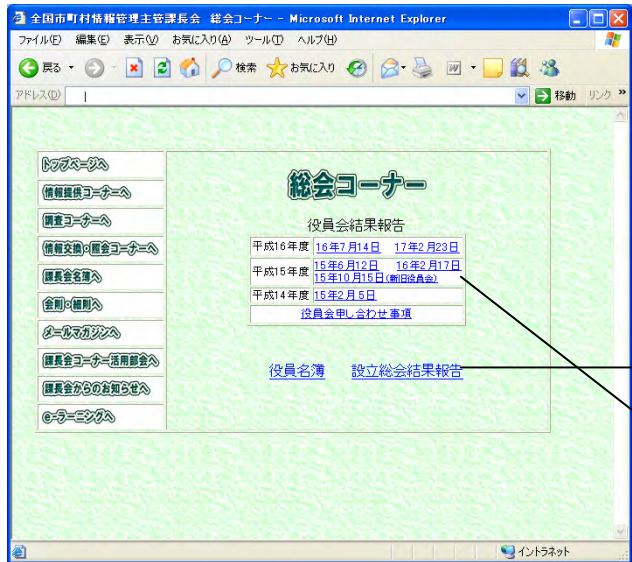 全国市町村情報管理主管課長会 総会コーナー - Microsoft Internet Explorer
ファイル(F) 編集(E) 表示(V) お気に入り(A) ツール(T) ヘルプ(H)
戻る 検索 お気に入り
アドレス(D) 移動 リンク »
トップページへ
情報提供コーナーへ
調査コーナーへ
情報交換・照会コーナーへ
課長会名簿へ
会則・細則へ
メールマガジンへ
課長会コーナー活用部会へ
課長会からのお知らせへ
e-ラーニングへ
総会コーナー
役員会結果報告
平成16年度 16年7月14日 17年2月23日
平成15年度 15年6月12日 16年2月17日
15年10月15日(新旧役員会)
平成14年度 15年2月5日
役員会申し合わせ事項
役員名簿 設立総会結果報告
イントラネット